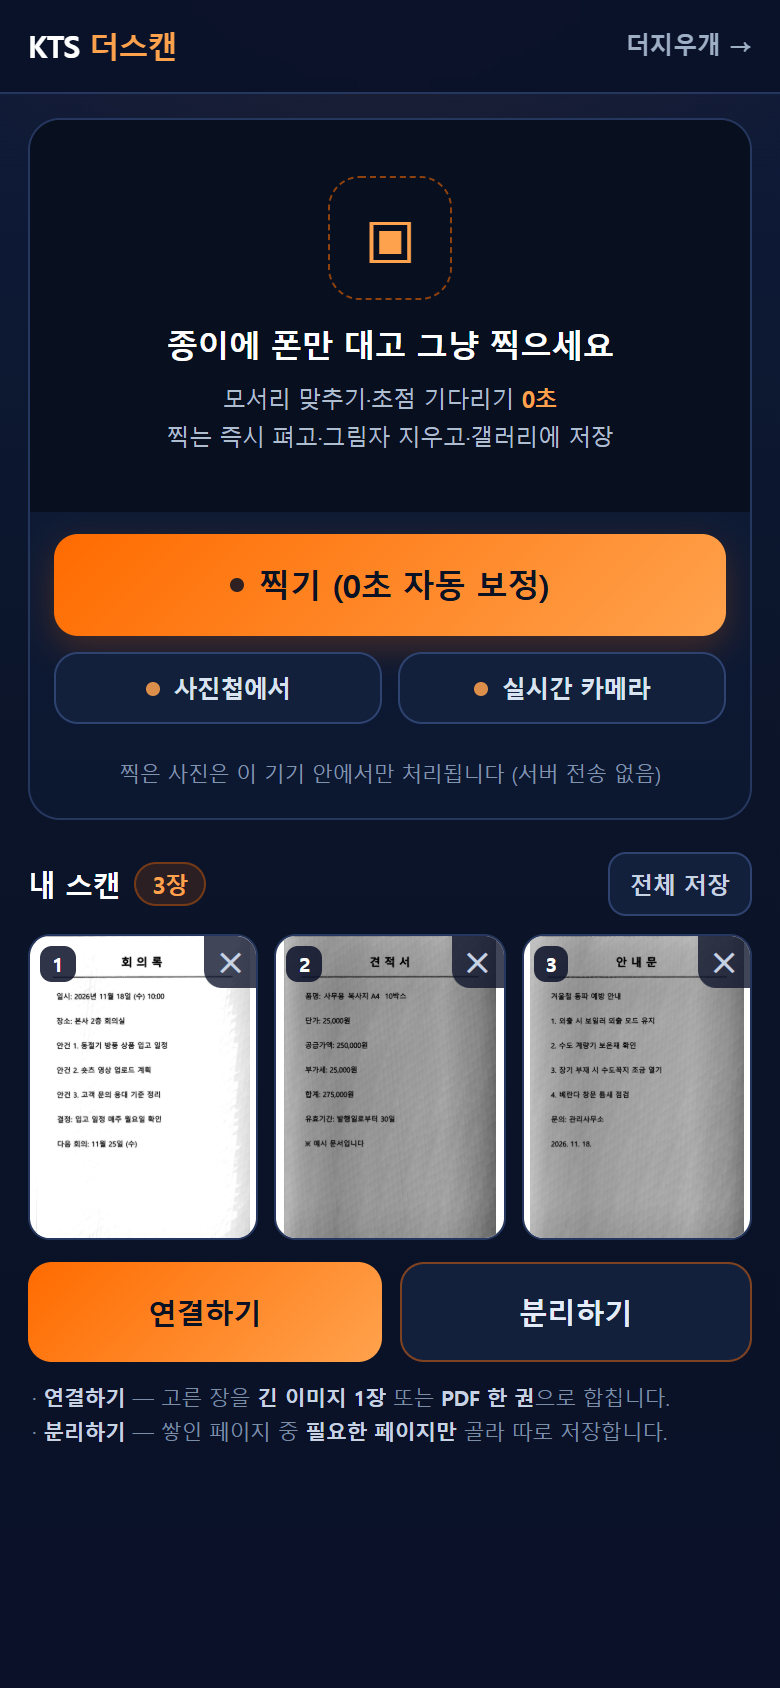 KTS 더스캔
더지우개 →
종이에 폰만 대고 그냥 찍으세요
모서리 맞추기·초점 기다리기 0초
찍는 즉시 펴고·그림자 지우고·갤러리에 저장
찍기 (0초 자동 보정)
사진첩에서
실시간 카메라
찍은 사진은 이 기기 안에서만 처리됩니다 (서버 전송 없음)
내 스캔 3장
전체 저장
1
회 의 록
일시: 2026년 11월 18일 (수) 10:00
장소: 본사 2층 회의실
안건 1. 동절기 방풍 상품 입고 일정
안건 2. 숏츠 영상 업로드 계획
안건 3. 고객 문의 응대 기준 정리
결정: 입고 일정 매주 월요일 확인
다음 회의: 11월 25일 (수)
2
견 적 서
품명: 사무용 복사지 A4 10박스
단가: 25,000원
공급가액: 250,000원
부가세: 25,000원
합계: 275,000원
유효기간: 발행일로부터 30일
※ 예시 문서입니다
3
안 내 문
겨울철 동파 예방 안내
1. 외출 시 보일러 외출 모드 유지
2. 수도 계량기 보온재 확인
3. 장기 부재 시 수도꼭지 조금 열기
4. 베란다 창문 틈새 점검
문의: 관리사무소
2026. 11. 18.
연결하기
분리하기
· 연결하기 — 고른 장을 긴 이미지 1장 또는 PDF 한 권으로 합칩니다.
· 분리하기 — 쌓인 페이지 중 필요한 페이지만 골라 따로 저장합니다.